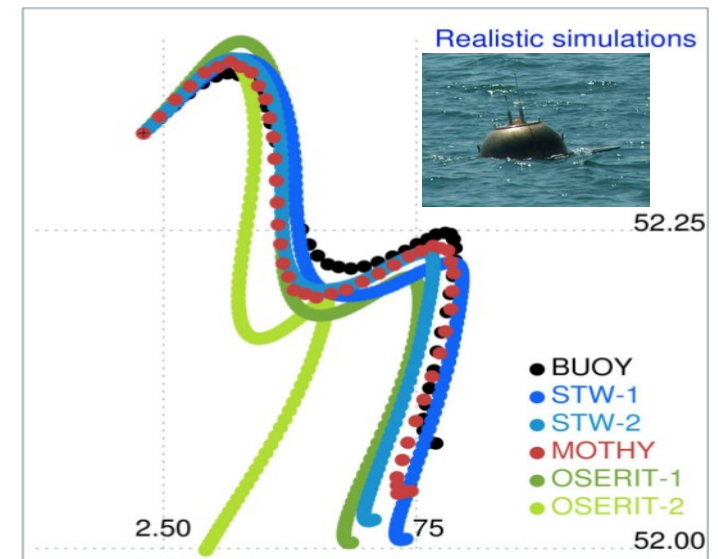 Realistic simulations
52.25
BUOY
STW-1
STW-2
MOTHY
OSERIT-1
OSERIT-2
2.50
75
52.00